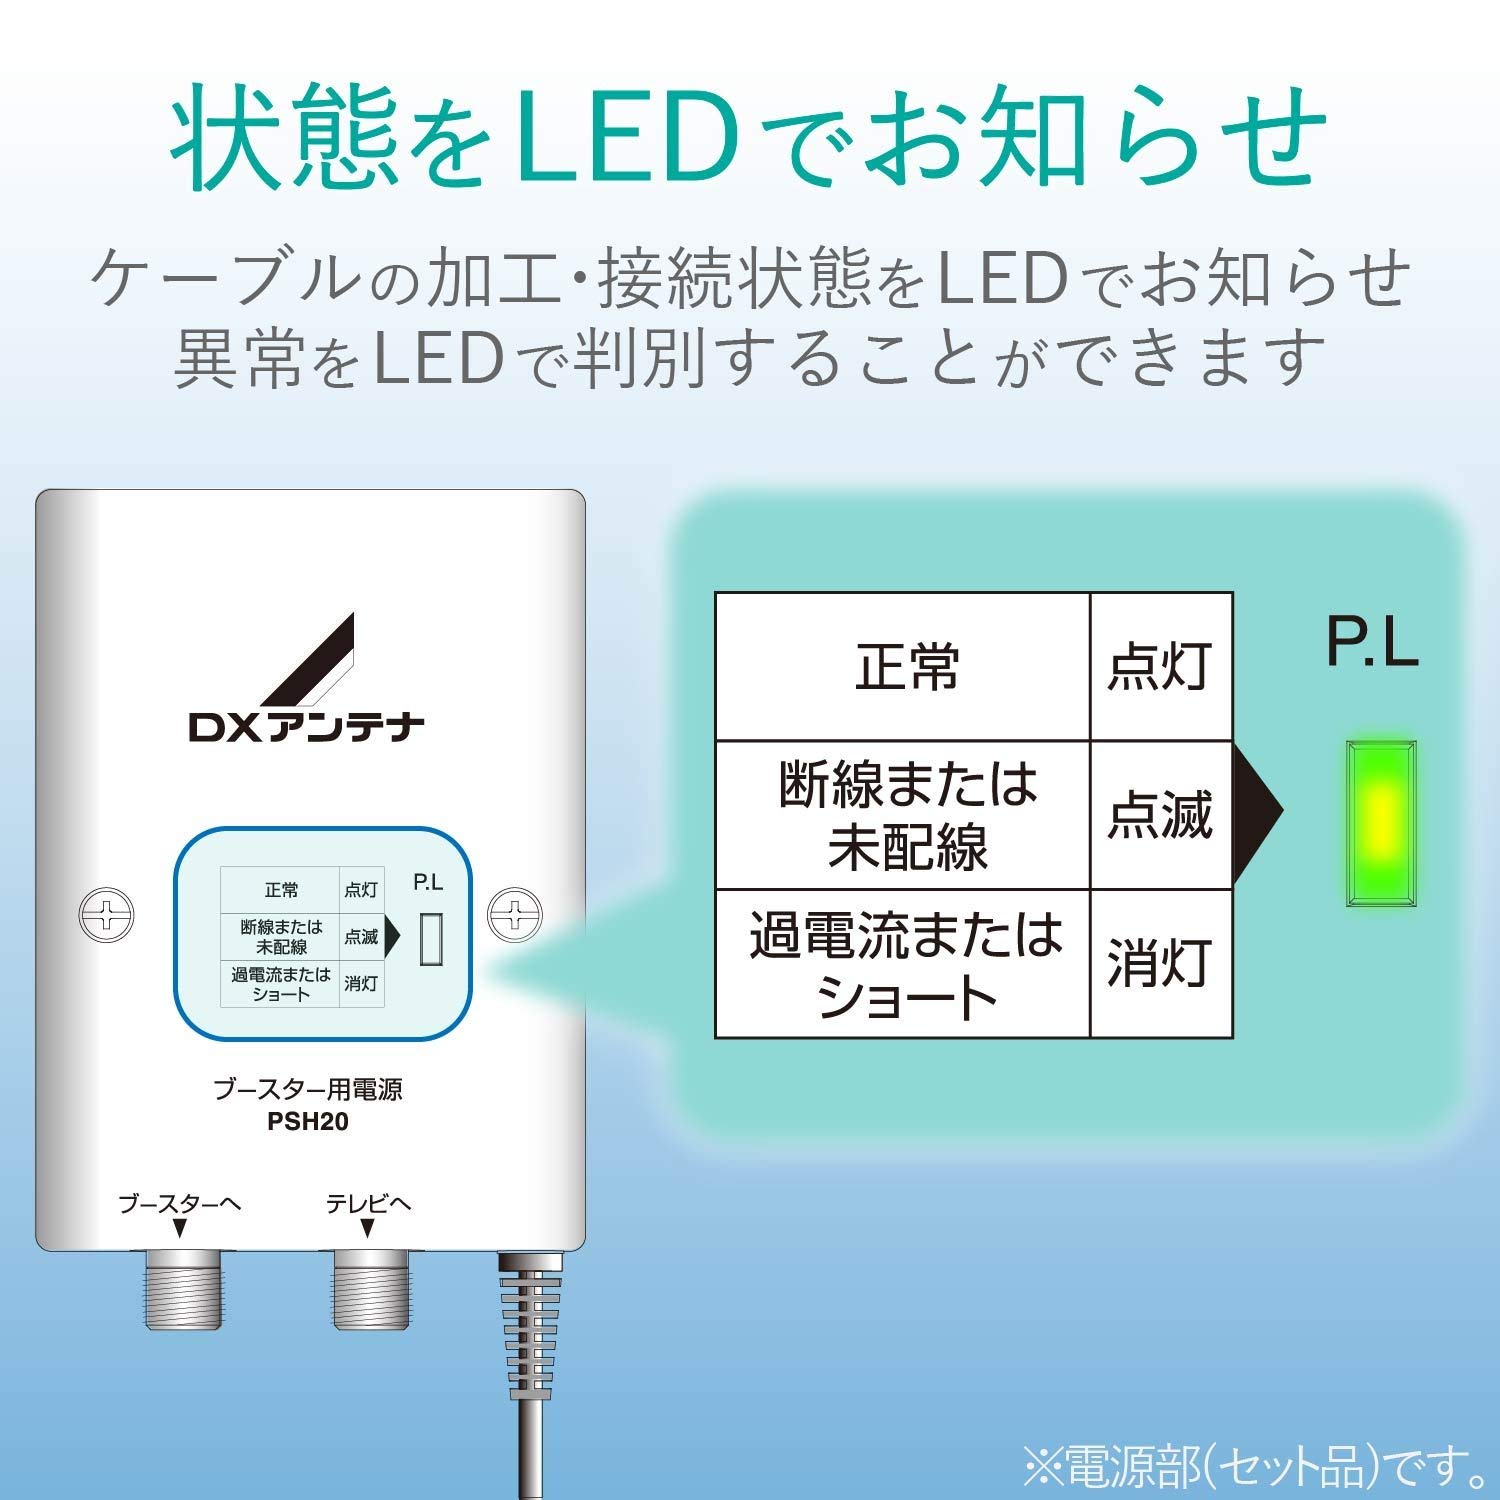 状態をLEDでお知らせ
ケーブルの加工・接続状態をLEDでお知らせ
異常をLEDで判別することができます
DXアンテナ
正常 点灯 P.L
断線または
未配線 点滅
過電流または
ショート 消灯
ブースター用電源
PSH20
ブースターへ テレビへ
正常 点灯 P.L
断線または
未配線 点滅
過電流または
ショート 消灯
※電源部(セット品)です。